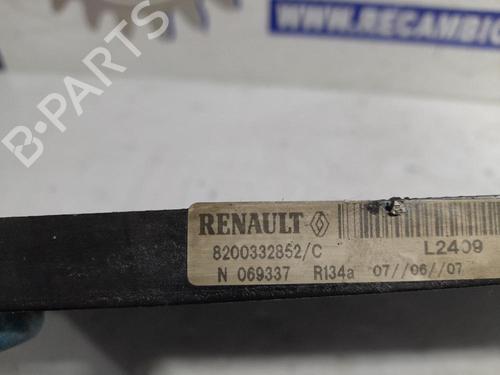 WWW.RECAMBIO
B-PARTS
RENAULT
8200332852/C
L2409
N 069337 R134a 07//06//07